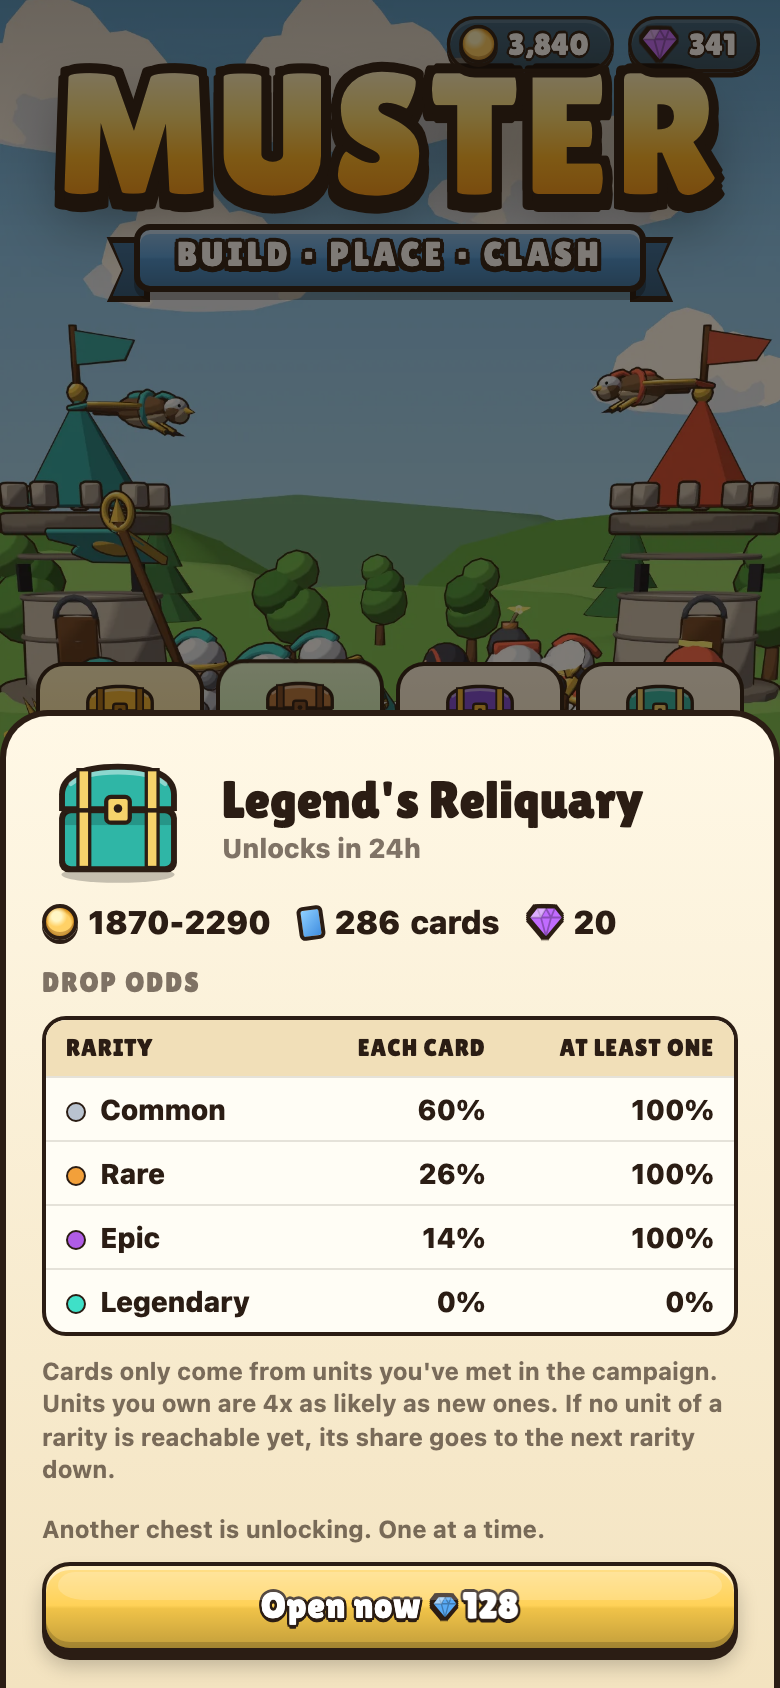 3,840 341
MUSTER
BUILD · PLACE · CLASH
Legend's Reliquary
Unlocks in 24h
1870-2290 286 cards 20
DROP ODDS
RARITY EACH CARD AT LEAST ONE
Common 60% 100%
Rare 26% 100%
Epic 14% 100%
Legendary 0% 0%
Cards only come from units you've met in the campaign.
Units you own are 4x as likely as new ones. If no unit of a
rarity is reachable yet, its share goes to the next rarity
down.
Another chest is unlocking. One at a time.
Open now 128